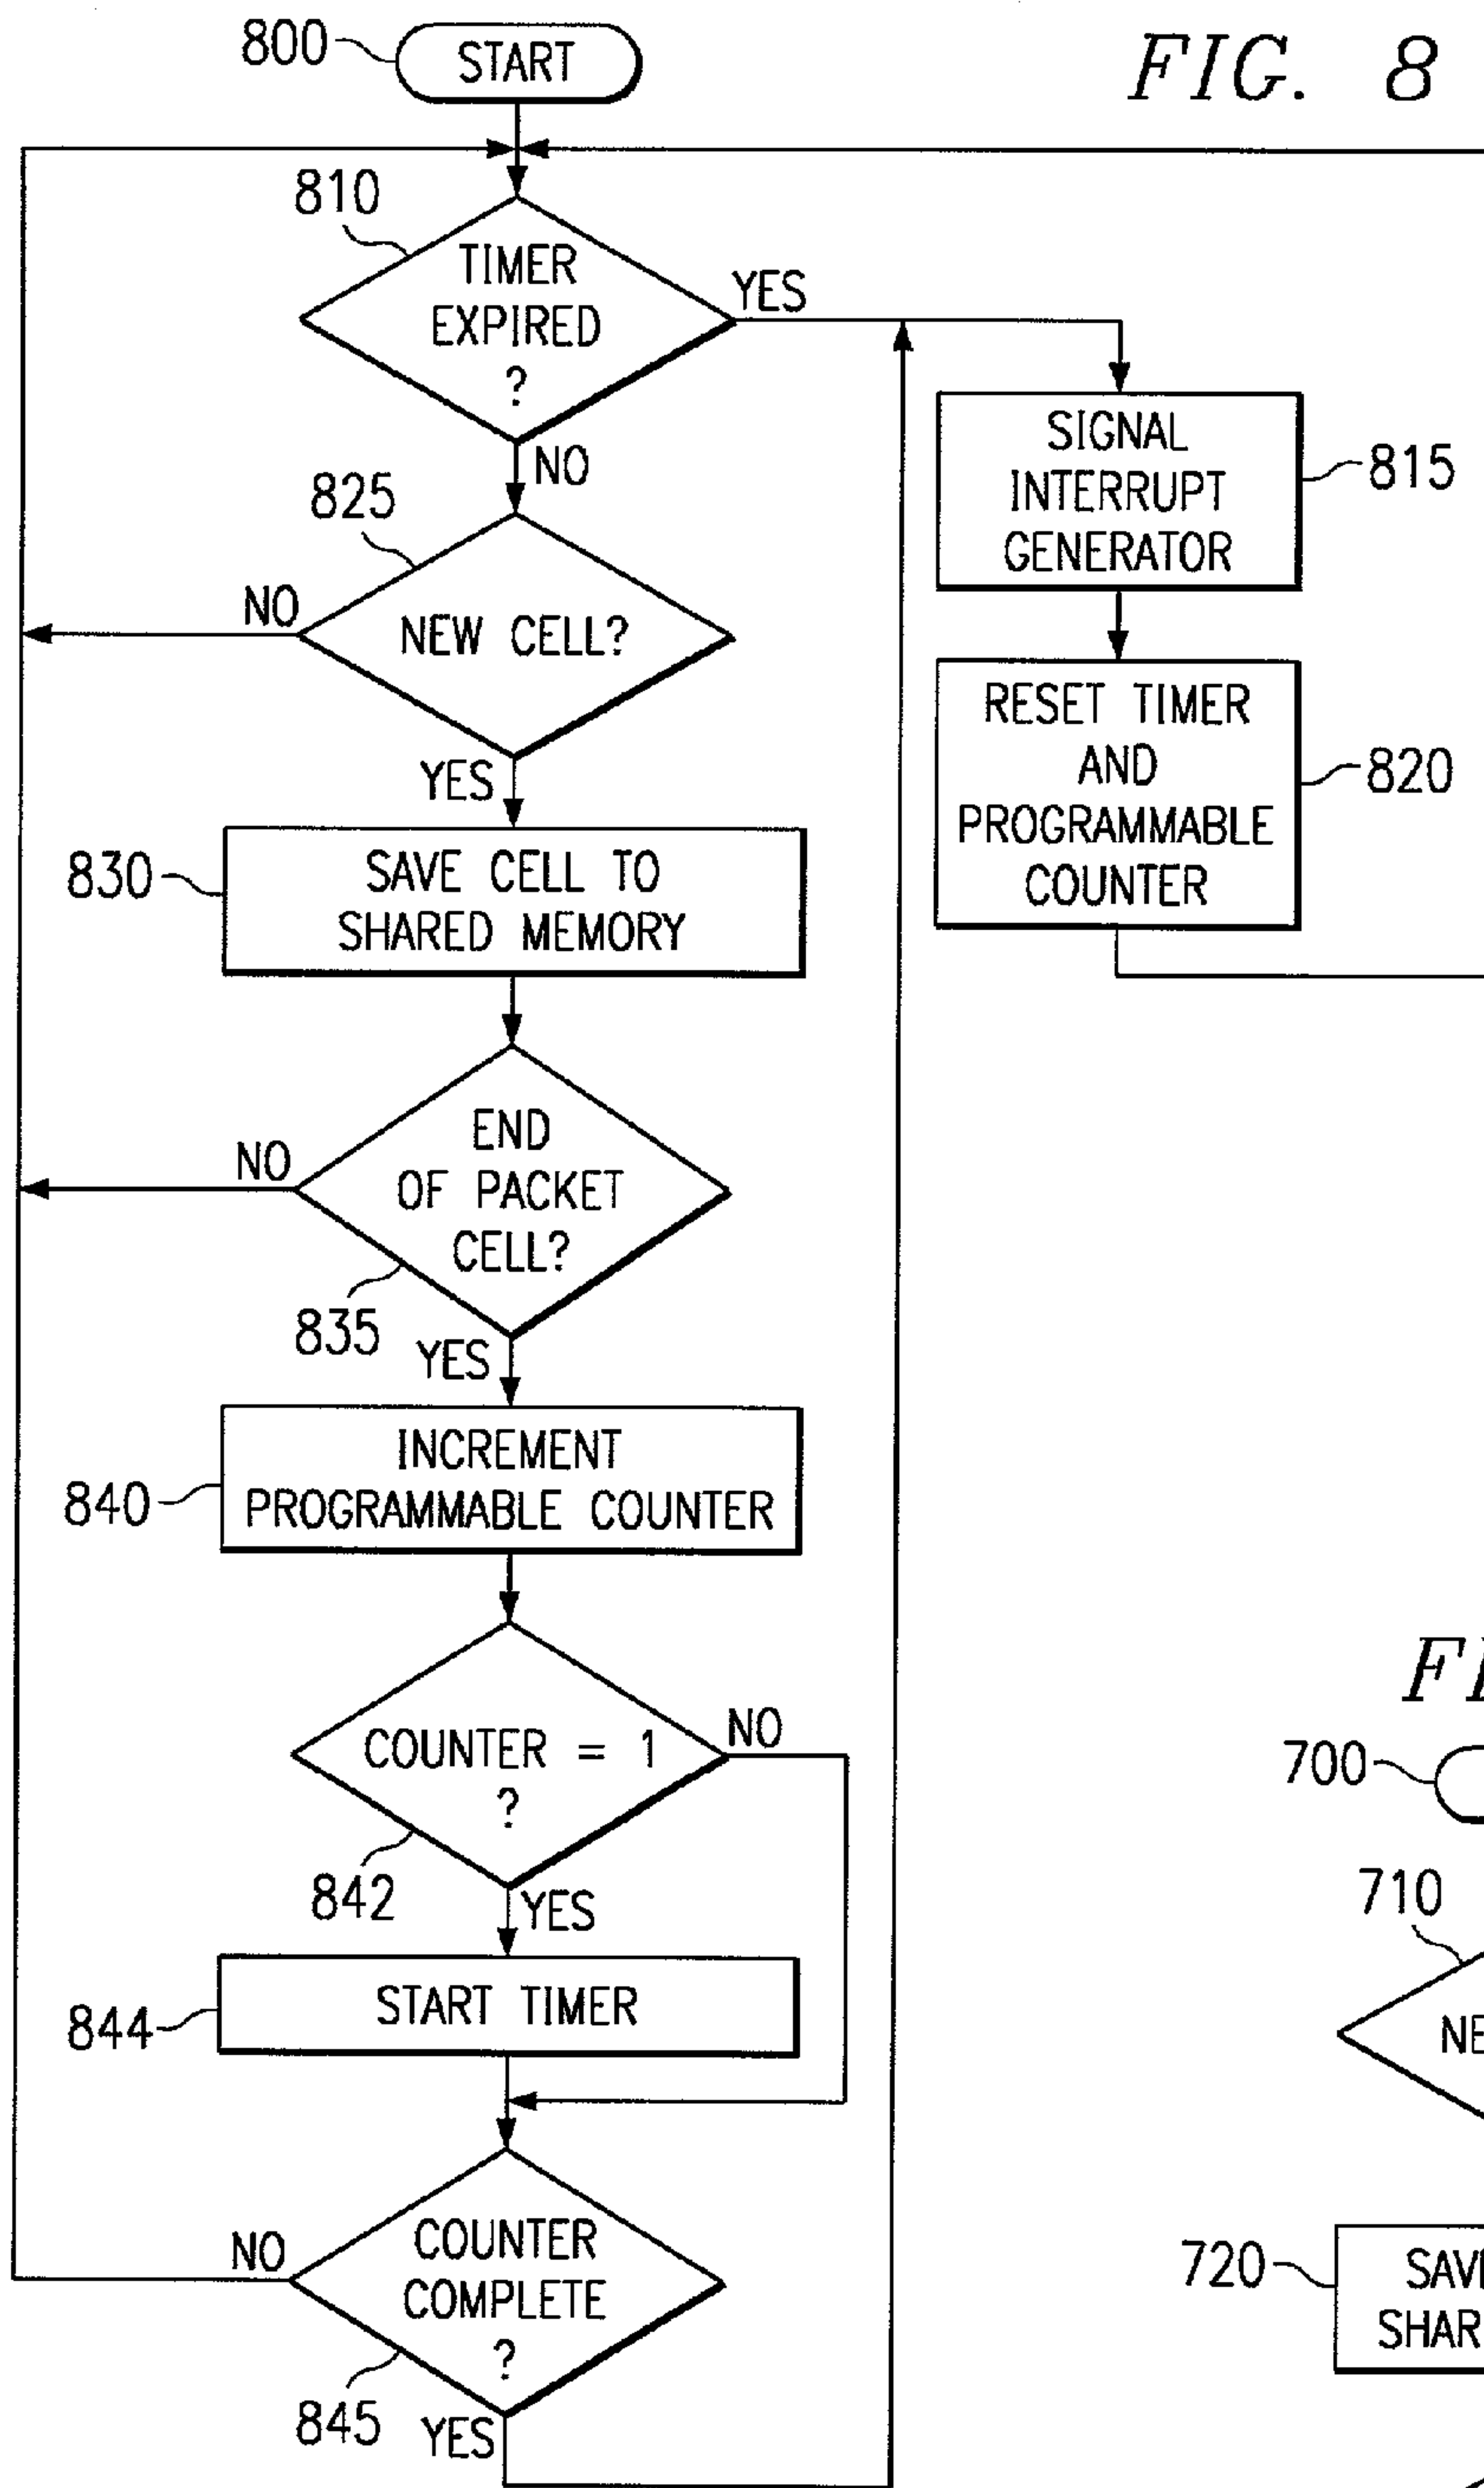 FIG. 8
800
START
810
TIMER
EXPIRED
?
YES
NO
SIGNAL
INTERRUPT
GENERATOR
815
825
NEW CELL?
NO
YES
RESET TIMER
AND
PROGRAMMABLE
COUNTER
820
830
SAVE CELL TO
SHARED MEMORY
END
OF PACKET
CELL?
NO
835
YES
840
INCREMENT
PROGRAMMABLE COUNTER
COUNTER = 1
?
NO
842
YES
844
START TIMER
COUNTER
COMPLETE
?
NO
845
YES
700
710
720